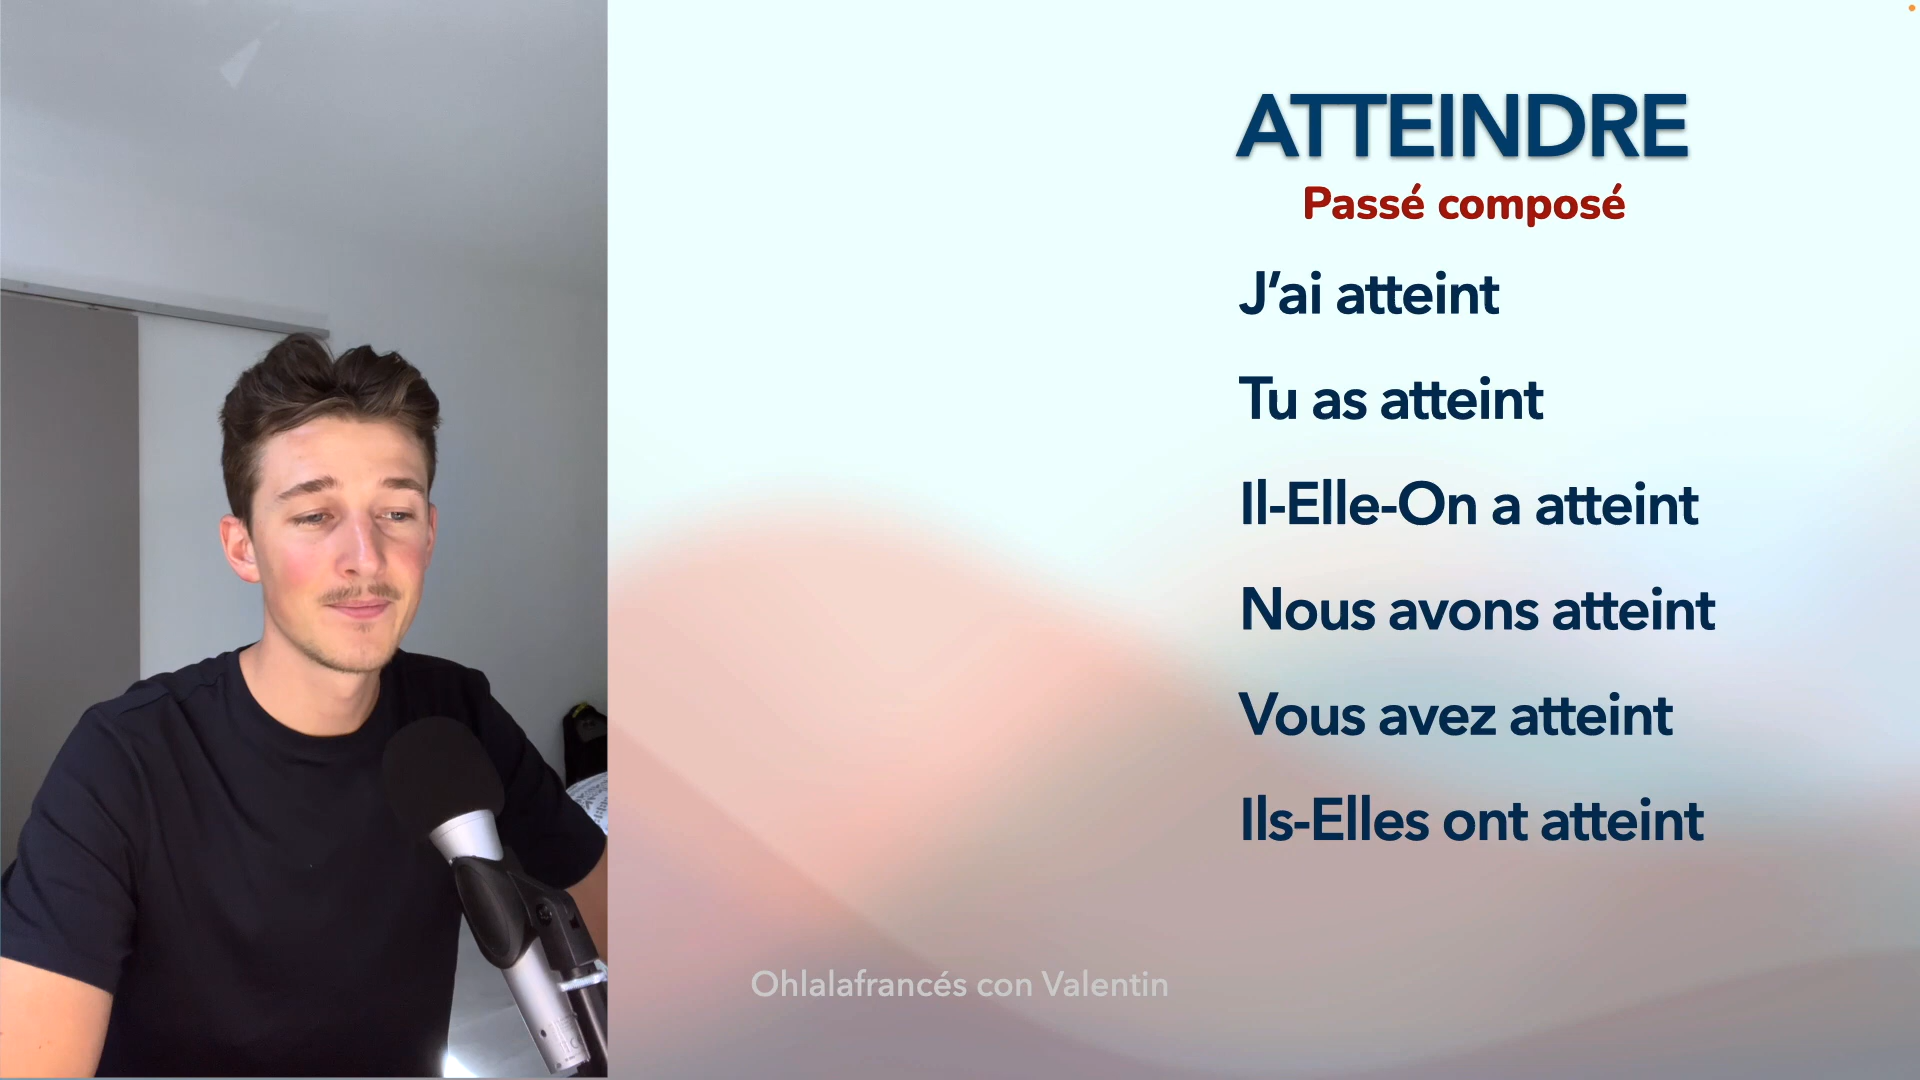 ATTEINDRE
Passé composé
J’ai atteint
Tu as atteint
Il-Elle-On a atteint
Nous avons atteint
Vous avez atteint
Ils-Elles ont atteint
Ohlalafrancés con Valentin